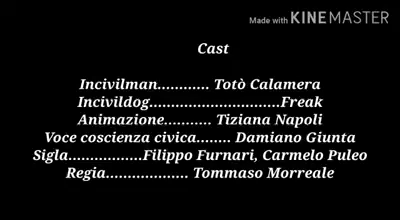 Made with KINEMASTER
Cast
Incivilman............ Totò Calamera
Incivildog..............................Freak
Animazione........... Tiziana Napoli
Voce coscienza civica........ Damiano Giunta
Sigla.................Filippo Furnari, Carmelo Puleo
Regia................... Tommaso Morreale